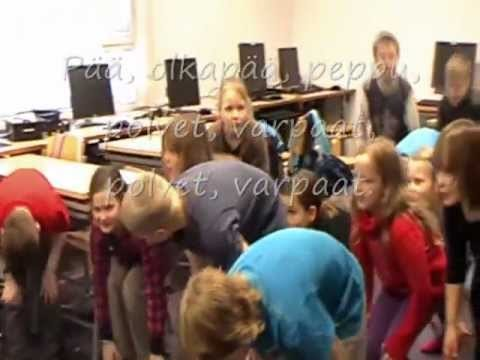 Pää, olkapää, peppu,
polvet, varpaat,
polvet, varpaat